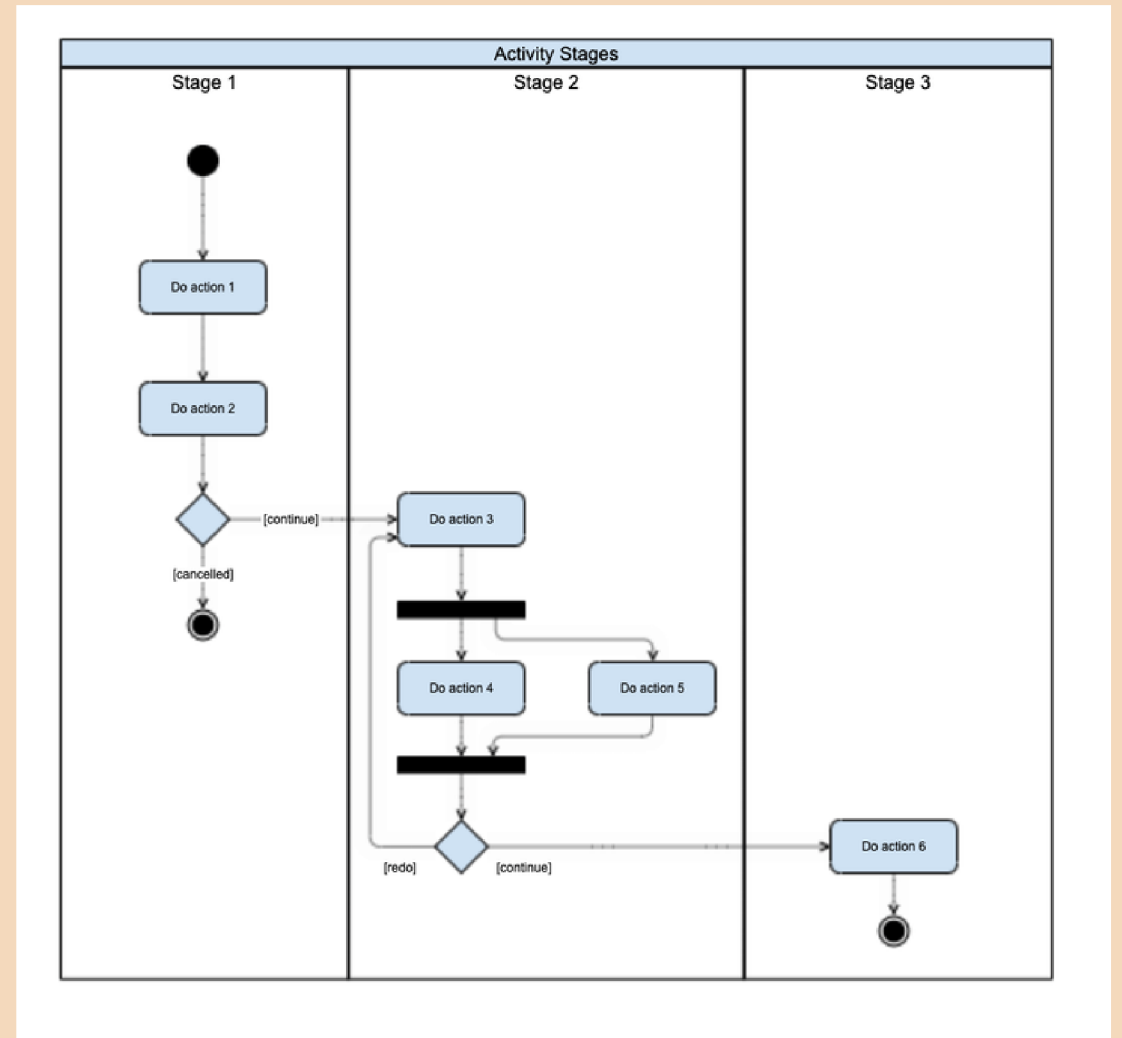 Activity Stages
Stage 1
Stage 2
Stage 3
Do action 1
Do action 2
[continue]
[cancelled]
Do action 3
Do action 4
Do action 5
[redo]
[continue]
Do action 6